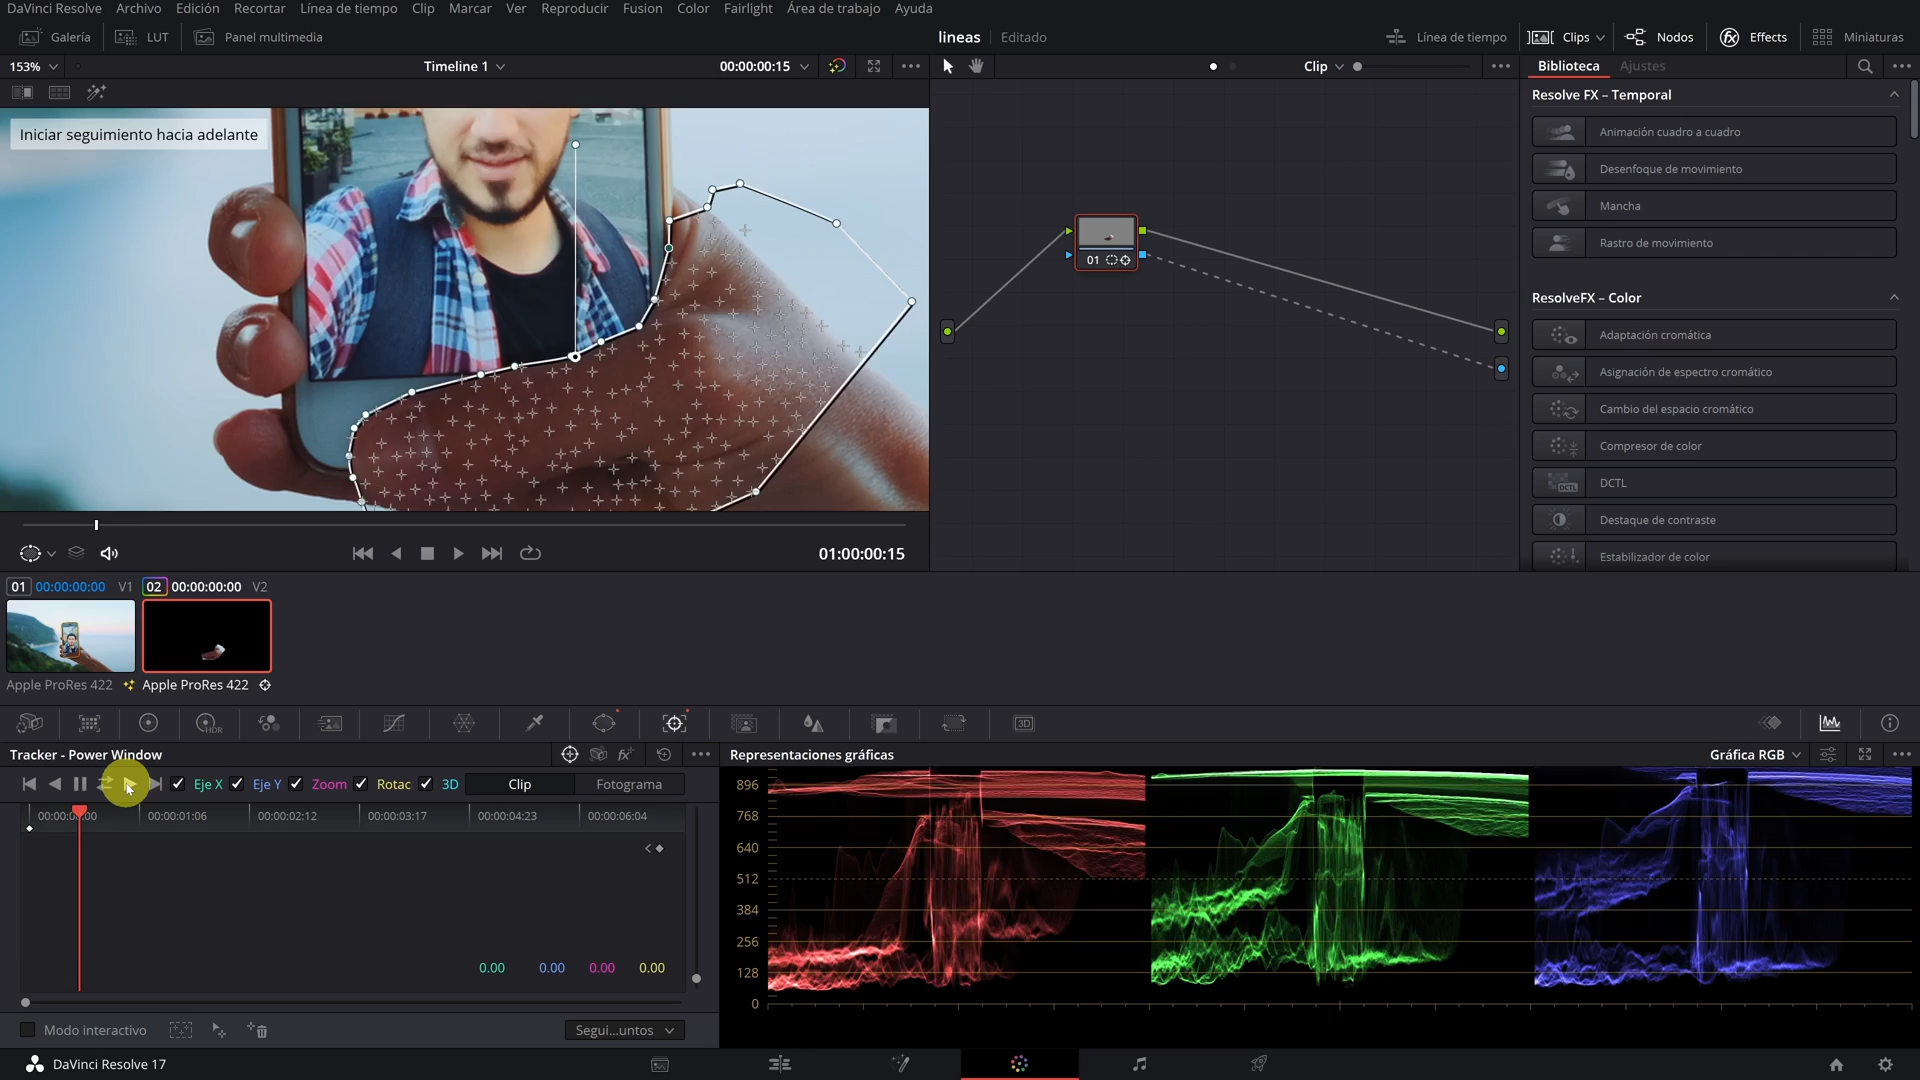 DaVinci Resolve Archivo Edición Recortar Línea de tiempo Clip Marcar Ver Reproducir Fusion Color Fairlight Área de trabajo Ayuda
Galería LUT Panel multimedia lineas Editado Línea de tiempo Clips Nodos Effects Miniaturas
153% Timeline 1 00:00:00:15 Clip Biblioteca Ajustes
Resolve FX – Temporal
Iniciar seguimiento hacia adelante
Animación cuadro a cuadro
Desenfoque de movimiento
Mancha
Rastro de movimiento
01
ResolveFX – Color
Adaptación cromática
Asignación de espectro cromático
Cambio del espacio cromático
Compresor de color
DCTL
DCTL
Destaque de contraste
Estabilizador de color
01:00:00:15
01 00:00:00:00 V1 02 00:00:00:00 V2
Apple ProRes 422 Apple ProRes 422
HDR 3D
Tracker - Power Window Representaciones gráficas Gráfica RGB
Eje X Eje Y Zoom Rotac 3D Clip Fotograma
00:00:01:06 00:00:02:12 00:00:03:17 00:00:04:23 00:00:06:04
896
768
640
512
384
256
128
0
0.00 0.00 0.00 0.00
Modo interactivo Segui...untos
DaVinci Resolve 17